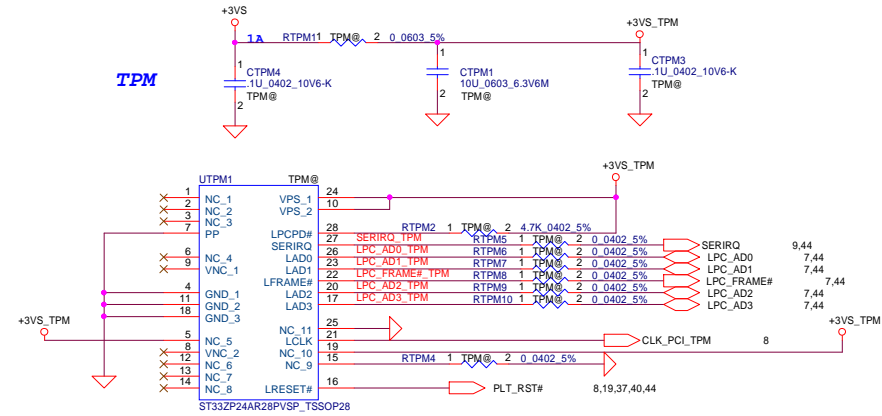 +3VS
+3VS_TPM
1A RTPM1 1 TPM@ 2 0_0603_5%
TPM
1
CTPM4
.1U_0402_10V6-K
TPM@
2
1
CTPM1
10U_0603_6.3V6M
TPM@
2
1
CTPM3
.1U_0402_10V6-K
TPM@
2
+3VS_TPM
UTPM1 TPM@
1 NC_1 VPS_1 24
2 NC_2 VPS_2 10
3 NC_3
7 PP LPCPD# 28 RTPM2 1 TPM@ 2 4.7K_0402_5%
SERIRQ 27 SERIRQ_TPM RTPM5 1 TPM@ 2 0_0402_5% SERIRQ 9,44
6 NC_4 LAD0 26 LPC_AD0_TPM RTPM6 1 TPM@ 2 0_0402_5% LPC_AD0 7,44
9 VNC_1 LAD1 23 LPC_AD1_TPM RTPM7 1 TPM@ 2 0_0402_5% LPC_AD1 7,44
LFRAME# 22 LPC_FRAME#_TPM RTPM8 1 TPM@ 2 0_0402_5% LPC_FRAME# 7,44
4 GND_1 LAD2 20 LPC_AD2_TPM RTPM9 1 TPM@ 2 0_0402_5% LPC_AD2 7,44
11 GND_2 LAD3 17 LPC_AD3_TPM RTPM10 1 TPM@ 2 0_0402_5% LPC_AD3 7,44
18 GND_3
+3VS_TPM
NC_11 25
+3VS_TPM
5 NC_5 LCLK 21 CLK_PCI_TPM 8
8 VNC_2 NC_10 19
12 NC_6 NC_9 15 RTPM4 1 TPM@ 2 0_0402_5%
13 NC_7
14 NC_8 LRESET# 16 PLT_RST# 8,19,37,40,44
ST33ZP24AR28PVSP_TSSOP28